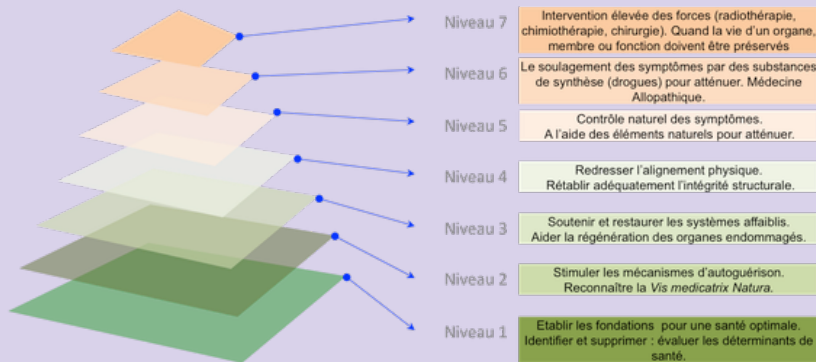 Niveau 7
Intervention élevée des forces (radiothérapie,
chimiothérapie, chirurgie). Quand la vie d'un organe,
membre ou fonction doivent être préservés
Niveau 6
Le soulagement des symptômes par des substances
de synthèse (drogues) pour atténuer. Médecine
Allopathique.
Niveau 5
Contrôle naturel des symptômes.
A l'aide des éléments naturels pour atténuer.
Niveau 4
Redresser l'alignement physique.
Rétablir adéquatement l'intégrité structurale.
Niveau 3
Soutenir et restaurer les systèmes affaiblis.
Aider la régénération des organes endommagés.
Niveau 2
Stimuler les mécanismes d'autoguérison.
Reconnaître la Vis medicatrix Natura.
Niveau 1
Etablir les fondations pour une santé optimale.
Identifier et supprimer : évaluer les déterminants de
santé.